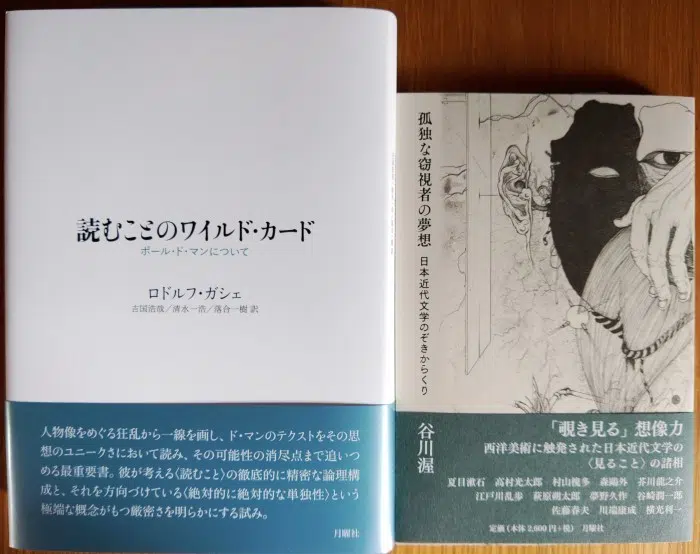 読むことのワイルド・カード
ポール・ド・マンについて
ロドルフ・ガシェ
吉国浩哉／清水一浩／落合一樹 訳
人物像をめぐる狂乱から一線を画し、ド・マンのテクストをその思
想のユニークさにおいて読み、その可能性の消尽点まで追いつ
める最重要書。彼が考える〈読むこと〉の徹底的に精密な論理構
成と、それを方向づけている〈絶対的に絶対的な単独性〉という
極端な概念がもつ厳密さを明らかにする試み。
月曜社
孤独な窃視者の夢想
日本近代文学のぞきからくり
谷川渥
「覗き見る」想像力
西洋美術に触発された日本近代文学の
〈見ること〉の諸相
夏目漱石 高村光太郎 村山槐多 森鷗外 芥川龍之介
江戸川乱歩 萩原朔太郎 夢野久作 谷崎潤一郎
佐藤春夫 川端康成 横光利一
定価（本体 2,600円＋税） 月曜社